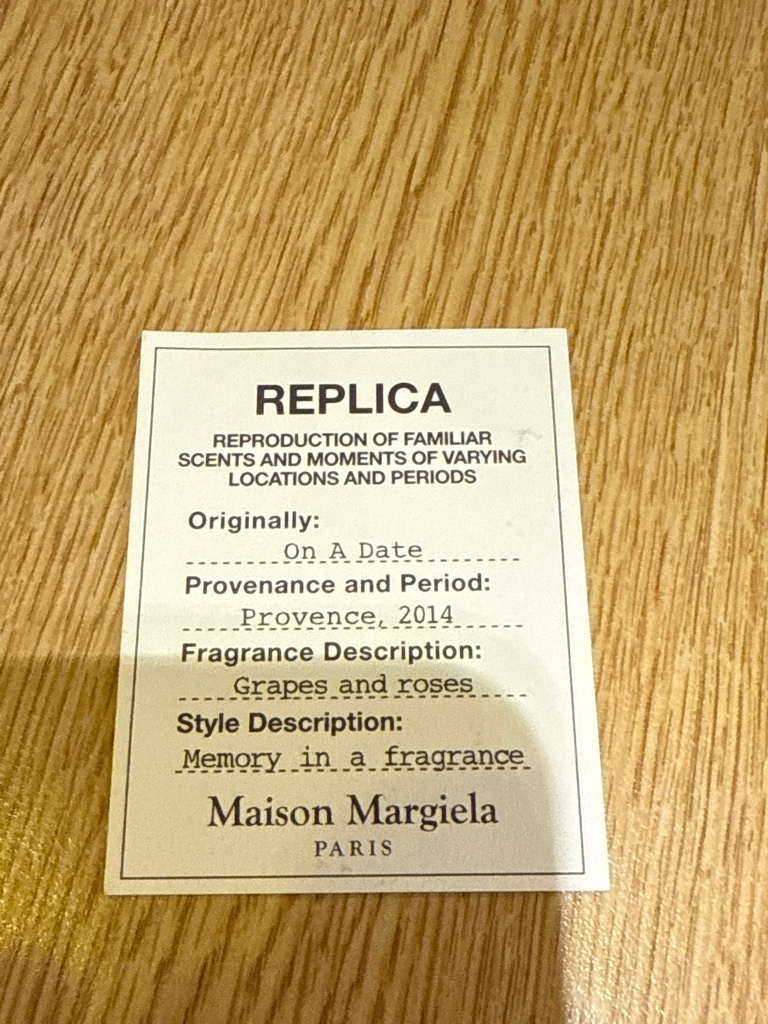 REPLICA
REPRODUCTION OF FAMILIAR
SCENTS AND MOMENTS OF VARYING
LOCATIONS AND PERIODS
Originally:
On A Date
Provenance and Period:
Provence, 2014
Fragrance Description:
Grapes and roses
Style Description:
Memory in a fragrance
Maison Margiela
PARIS